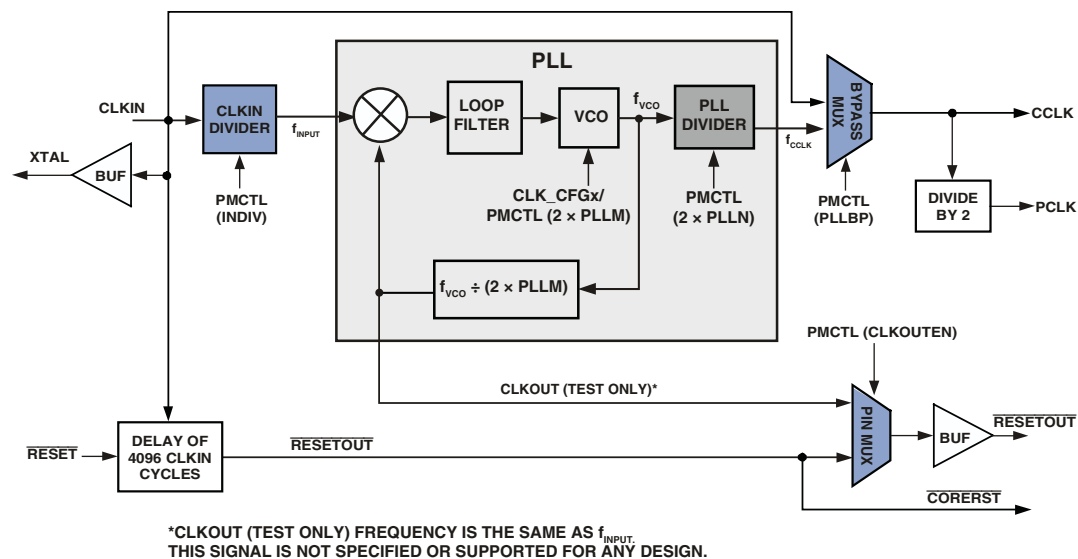 PLL
CLKIN
CLKIN
DIVIDER
fINPUT
LOOP
FILTER
VCO
fVCO
PLL
DIVIDER
fCCLK
BYPASS
MUX
CCLK
XTAL
BUF
PMCTL
(INDIV)
CLK_CFGx/
PMCTL (2 × PLLM)
PMCTL
(2 × PLLN)
PMCTL
(PLLBP)
DIVIDE
BY 2
PCLK
fVCO ÷ (2 × PLLM)
PMCTL (CLKOUTEN)
CLKOUT (TEST ONLY)*
PIN MUX
BUF
RESETOUT
RESET
DELAY OF
4096 CLKIN
CYCLES
RESETOUT
CORERST
*CLKOUT (TEST ONLY) FREQUENCY IS THE SAME AS fINPUT.
THIS SIGNAL IS NOT SPECIFIED OR SUPPORTED FOR ANY DESIGN.